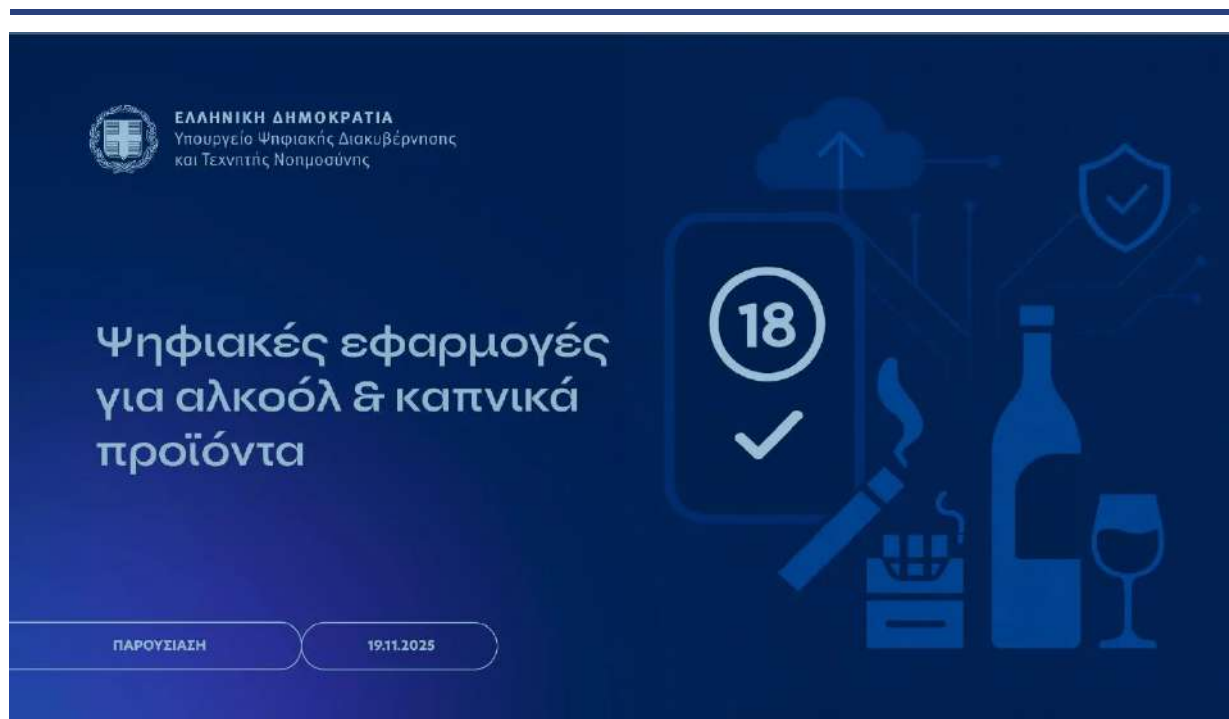 ΕΛΛΗΝΙΚΗ ΔΗΜΟΚΡΑΤΙΑ
Υπουργείο Ψηφιακής Διακυβέρνησης
και Τεχνητής Νοημοσύνης
18
Ψηφιακές εφαρμογές
για αλκοόλ & καπνικά
προϊόντα
ΠΑΡΟΥΣΙΑΣΗ
19.11.2025